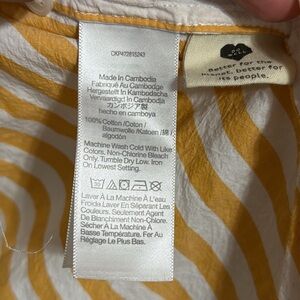 CKP472815243
Made in Cambodia
Fabriqué Au Cambodge
Hergestellt in Kambodscha
Vervaardigd in Cambodja
カンボジア製
hecho en camboya
100% Cotton /Coton /
Baumwolle /Katoen / 綿 /
algodón
Machine Wash Cold With Like
Colors. Non-Chlorine Bleach
Only. Tumble Dry Low. Iron
On Lowest Setting.
Laver À La Machine À L'eau
Froide Laver En Séparant Les
Couleurs. Seulement Agent
De Blanchiment Non-Chlore.
Sécher À La Machine À
Basse Température. Fer Au
Réglage Le Plus Bas.
Better for the
planet, better for
its people.